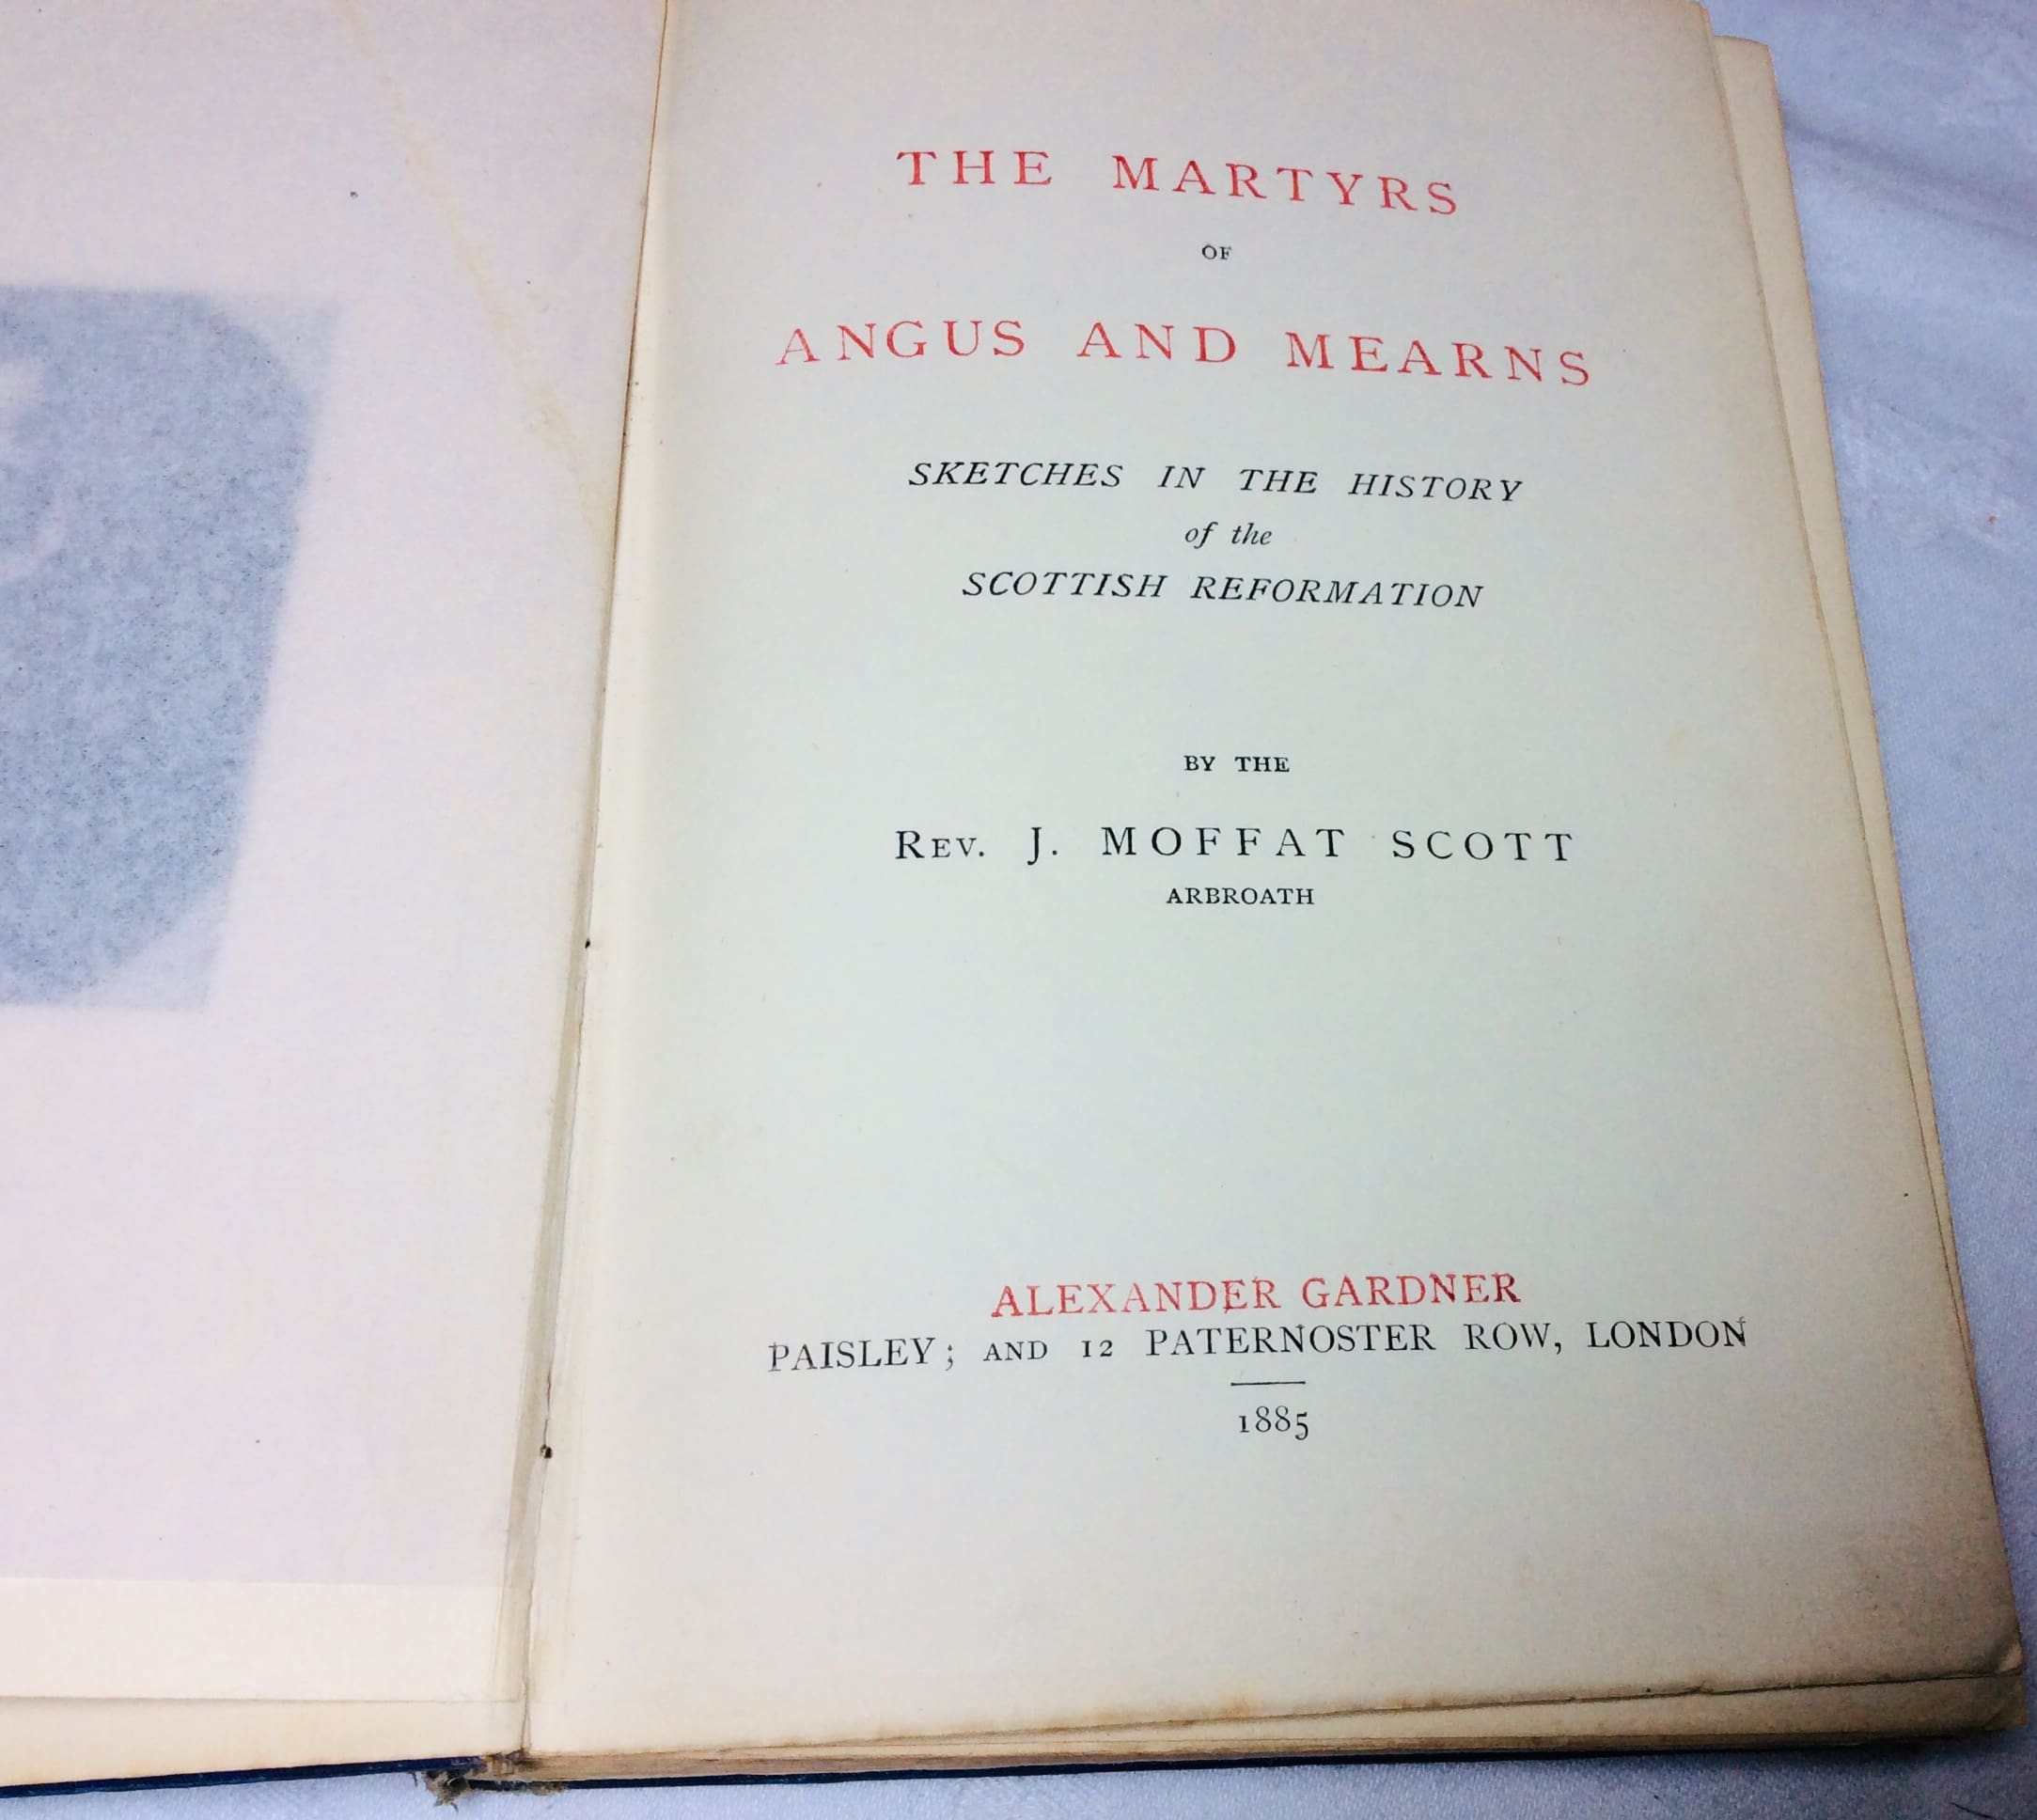 THE MARTYRS
OF
ANGUS AND MEARNS
SKETCHES IN THE HISTORY
of the
SCOTTISH REFORMATION
BY THE
REV. J. MOFFAT SCOTT
ARBROATH
ALEXANDER GARDNER
PAISLEY; AND 12 PATERNOSTER ROW, LONDON
1885